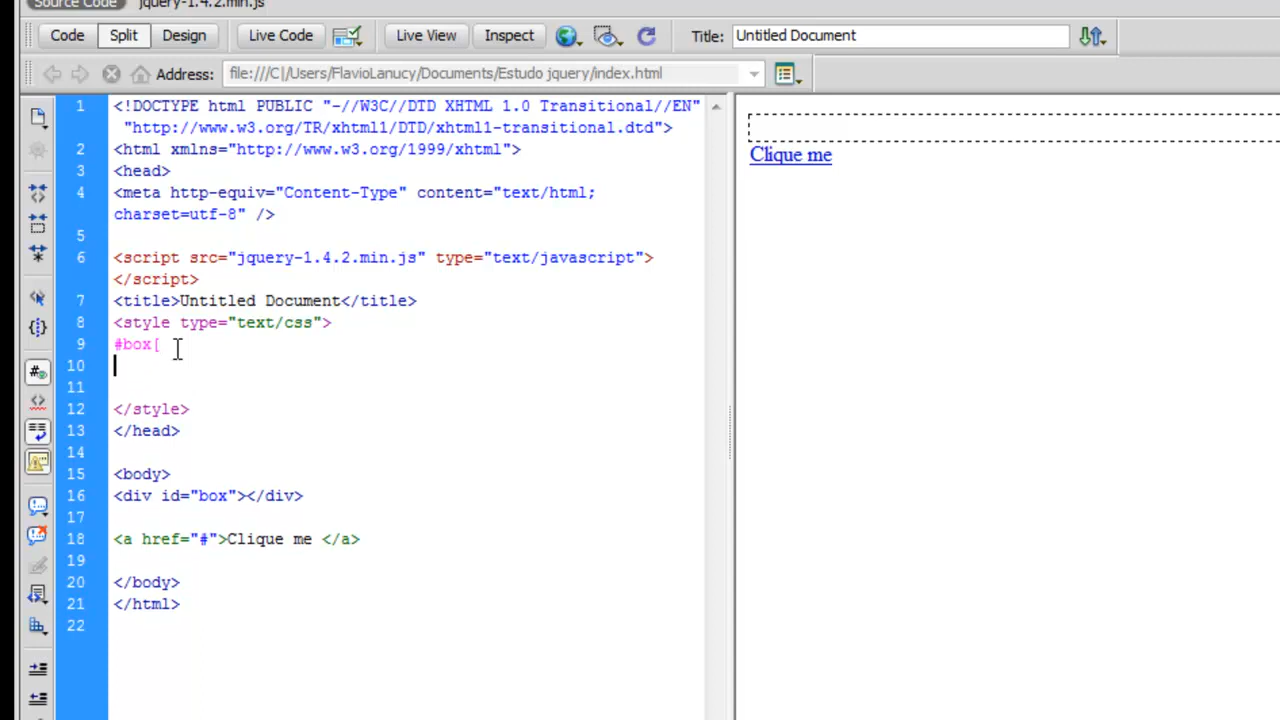 Source Code jquery-1.4.2.min.js
Code Split Design Live Code Live View Inspect Title: Untitled Document
Address: file:///C|/Users/FlavioLanucy/Documents/Estudo jquery/index.html
1 <!DOCTYPE html PUBLIC "-//W3C//DTD XHTML 1.0 Transitional//EN"
"http://www.w3.org/TR/xhtml1/DTD/xhtml1-transitional.dtd">
2 <html xmlns="http://www.w3.org/1999/xhtml">
3 <head>
4 <meta http-equiv="Content-Type" content="text/html;
charset=utf-8" />
5
6 <script src="jquery-1.4.2.min.js" type="text/javascript">
</script>
7 <title>Untitled Document</title>
8 <style type="text/css">
9 #box[
10
11
12 </style>
13 </head>
14
15 <body>
16 <div id="box"></div>
17
18 <a href="#">Clique me </a>
19
20 </body>
21 </html>
22
Clique me